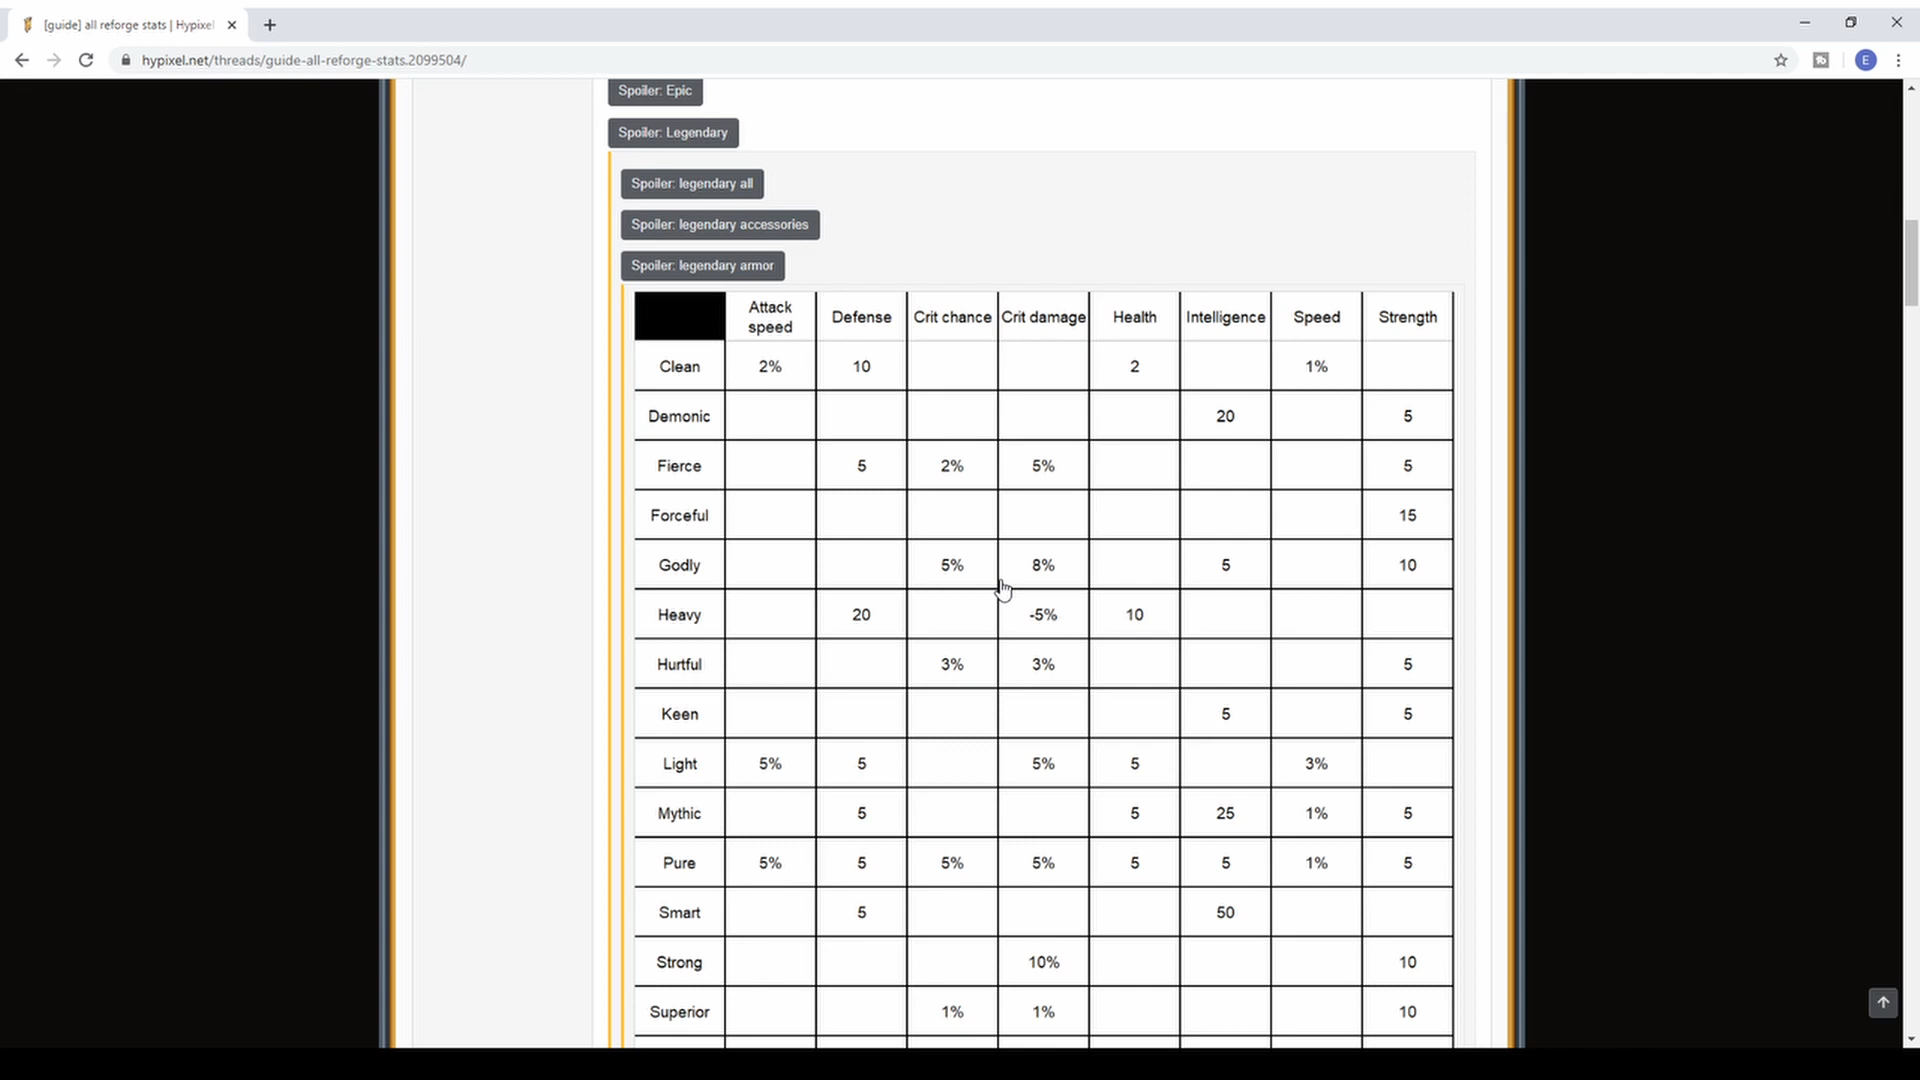 [guide] all reforge stats | Hypixel
hypixel.net/threads/guide-all-reforge-stats.2099504/
E
Spoiler: Epic
Spoiler: Legendary
Spoiler: legendary all
Spoiler: legendary accessories
Spoiler: legendary armor
Attack speed Defense Crit chance Crit damage Health Intelligence Speed Strength
Clean 2% 10 2 1%
Demonic 20 5
Fierce 5 2% 5% 5
Forceful 15
Godly 5% 8% 5 10
Heavy 20 -5% 10
Hurtful 3% 3% 5
Keen 5 5
Light 5% 5 5% 5 3%
Mythic 5 5 25 1% 5
Pure 5% 5 5% 5% 5 5 1% 5
Smart 5 50
Strong 10% 10
Superior 1% 1% 10